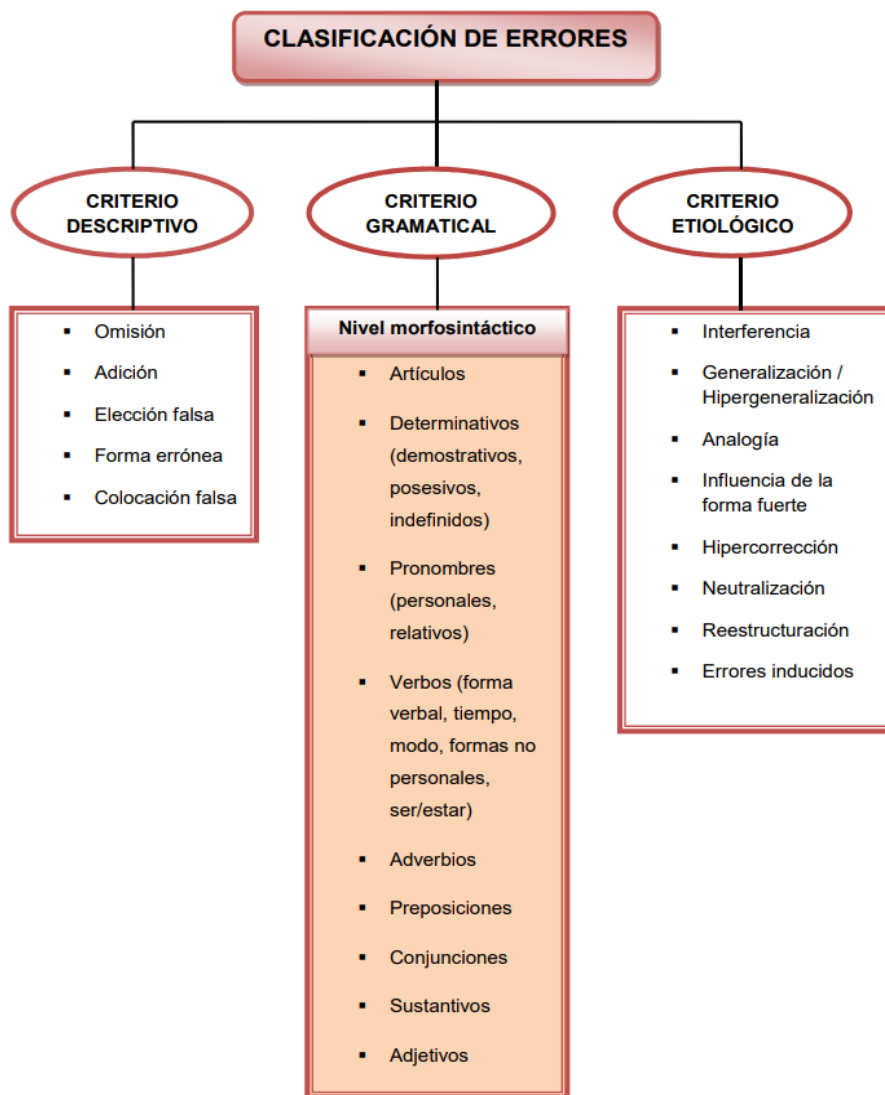 CLASIFICACIÓN DE ERRORES
CRITERIO
DESCRIPTIVO
CRITERIO
GRAMATICAL
CRITERIO
ETIOLÓGICO
▪ Omisión
▪ Adición
▪ Elección falsa
▪ Forma errónea
▪ Colocación falsa
Nivel morfosintáctico
▪ Artículos
▪ Determinativos
(demostrativos,
posesivos,
indefinidos)
▪ Pronombres
(personales,
relativos)
▪ Verbos (forma
verbal, tiempo,
modo, formas no
personales,
ser/estar)
▪ Adverbios
▪ Preposiciones
▪ Conjunciones
▪ Sustantivos
▪ Adjetivos
▪ Interferencia
▪ Generalización /
Hipergeneralización
▪ Analogía
▪ Influencia de la
forma fuerte
▪ Hipercorrección
▪ Neutralización
▪ Reestructuración
▪ Errores inducidos